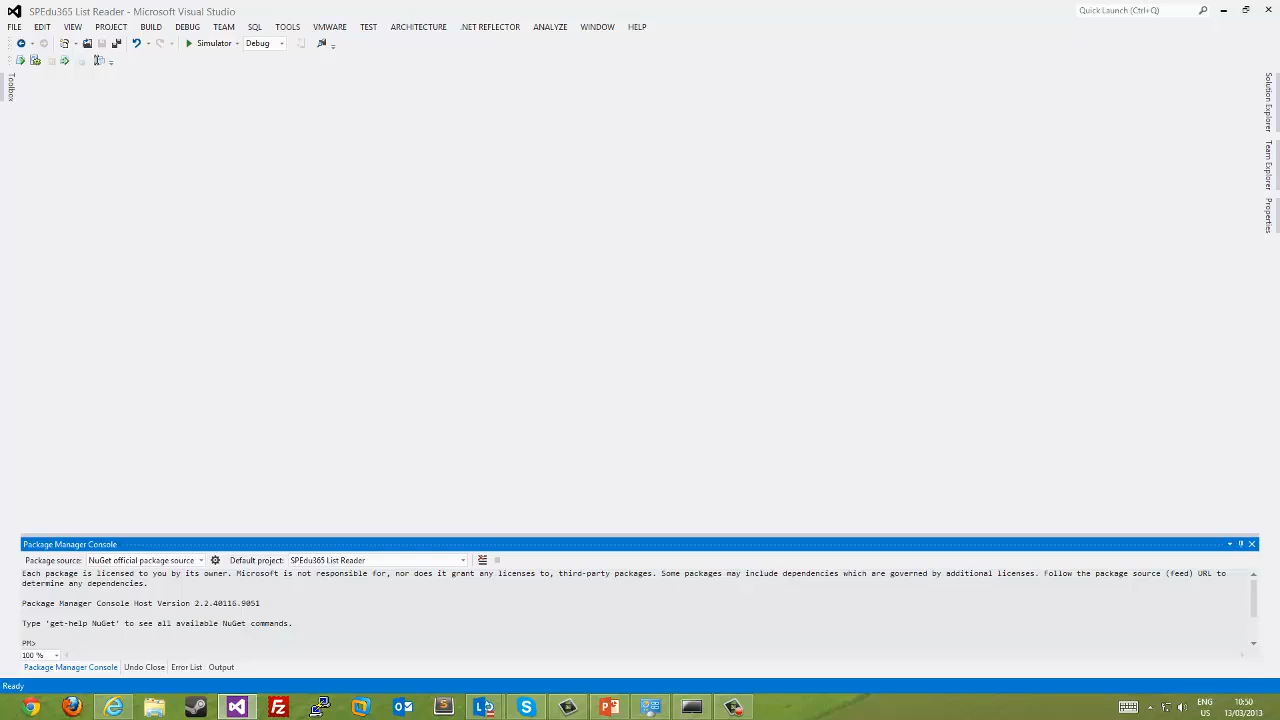 SPEdu365 List Reader - Microsoft Visual Studio
Quick Launch (Ctrl+Q)
FILE EDIT VIEW PROJECT BUILD DEBUG TEAM SQL TOOLS VMWARE TEST ARCHITECTURE .NET REFLECTOR ANALYZE WINDOW HELP
Simulator Debug
Toolbox
Solution Explorer
Team Explorer
Properties
Package Manager Console
Package source: NuGet official package source Default project: SPEdu365 List Reader
Each package is licensed to you by its owner. Microsoft is not responsible for, nor does it grant any licenses to, third-party packages. Some packages may include dependencies which are governed by additional licenses. Follow the package source (feed) URL to
determine any dependencies.
Package Manager Console Host Version 2.2.40116.9051
Type 'get-help NuGet' to see all available NuGet commands.
PM>
100 %
Package Manager Console Undo Close Error List Output
Ready
ENG
US
10:50
13/03/2013